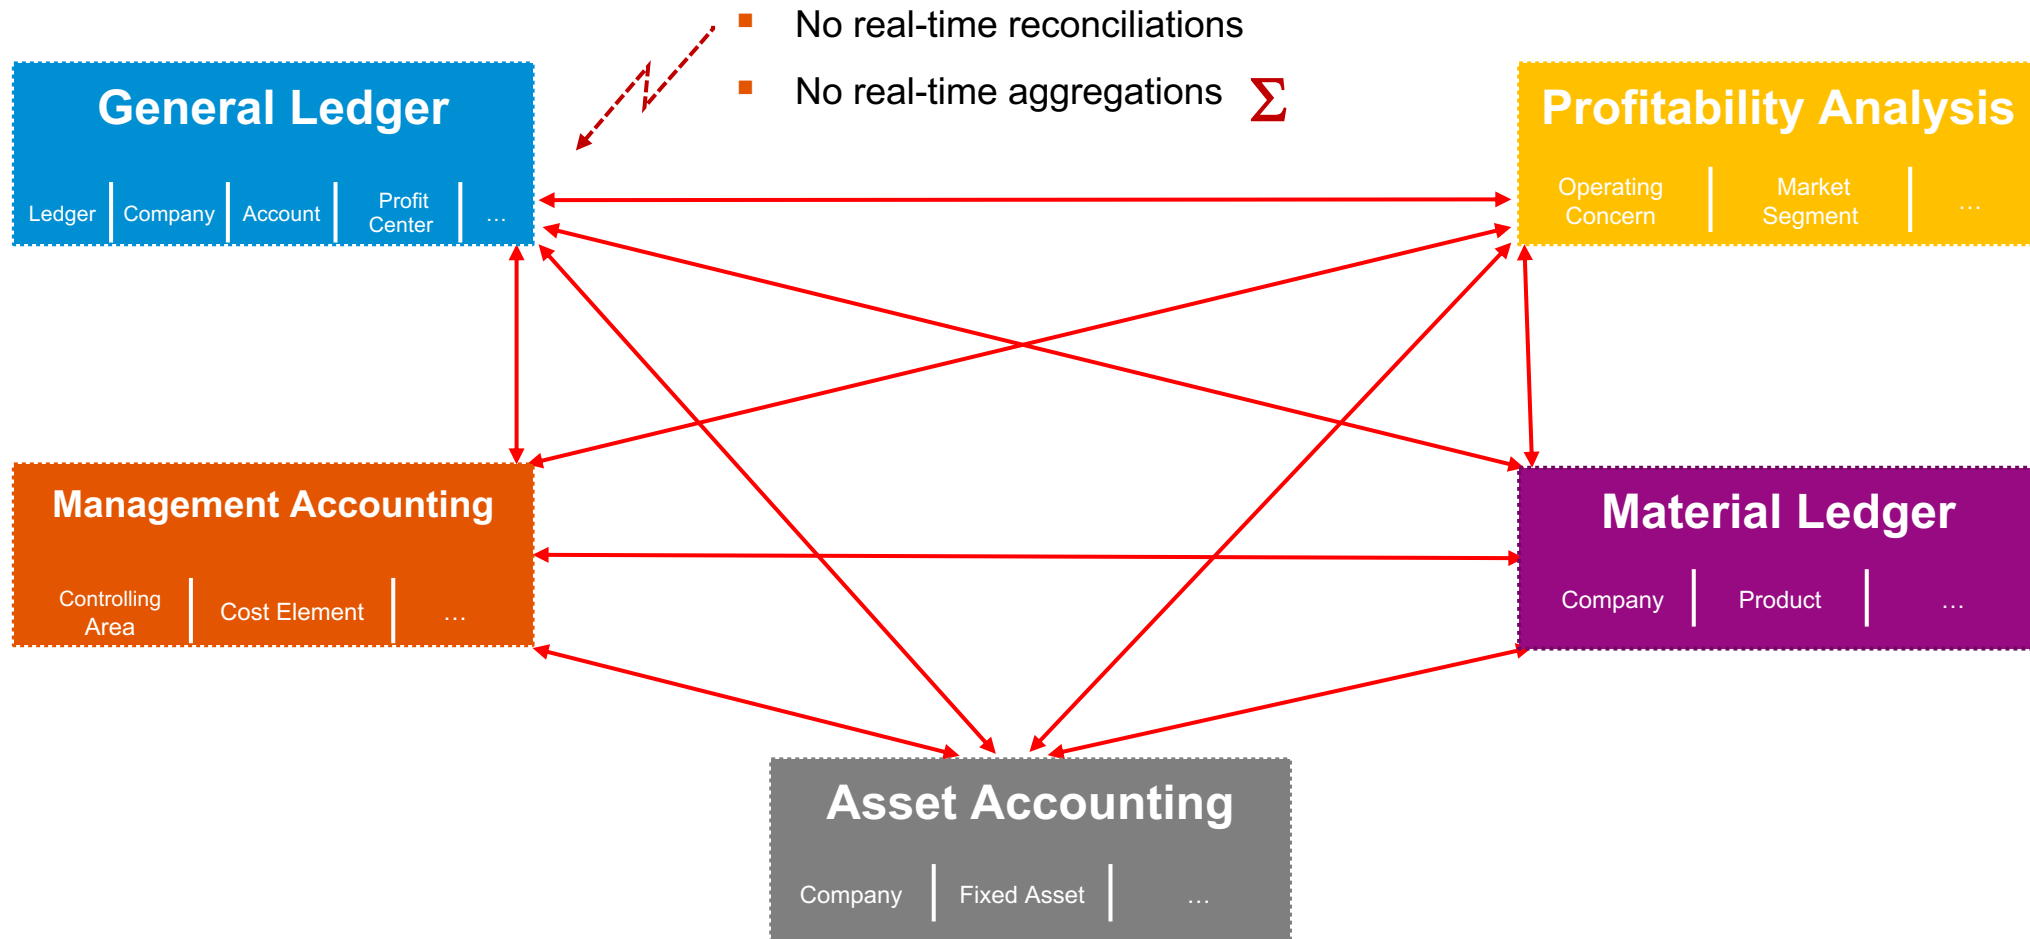 No real-time reconciliations
No real-time aggregations Σ
General Ledger
Ledger
Company
Account
Profit
Center
…
Profitability Analysis
Operating
Concern
Market
Segment
…
Management Accounting
Controlling
Area
Cost Element
…
Material Ledger
Company
Product
…
Asset Accounting
Company
Fixed Asset
…